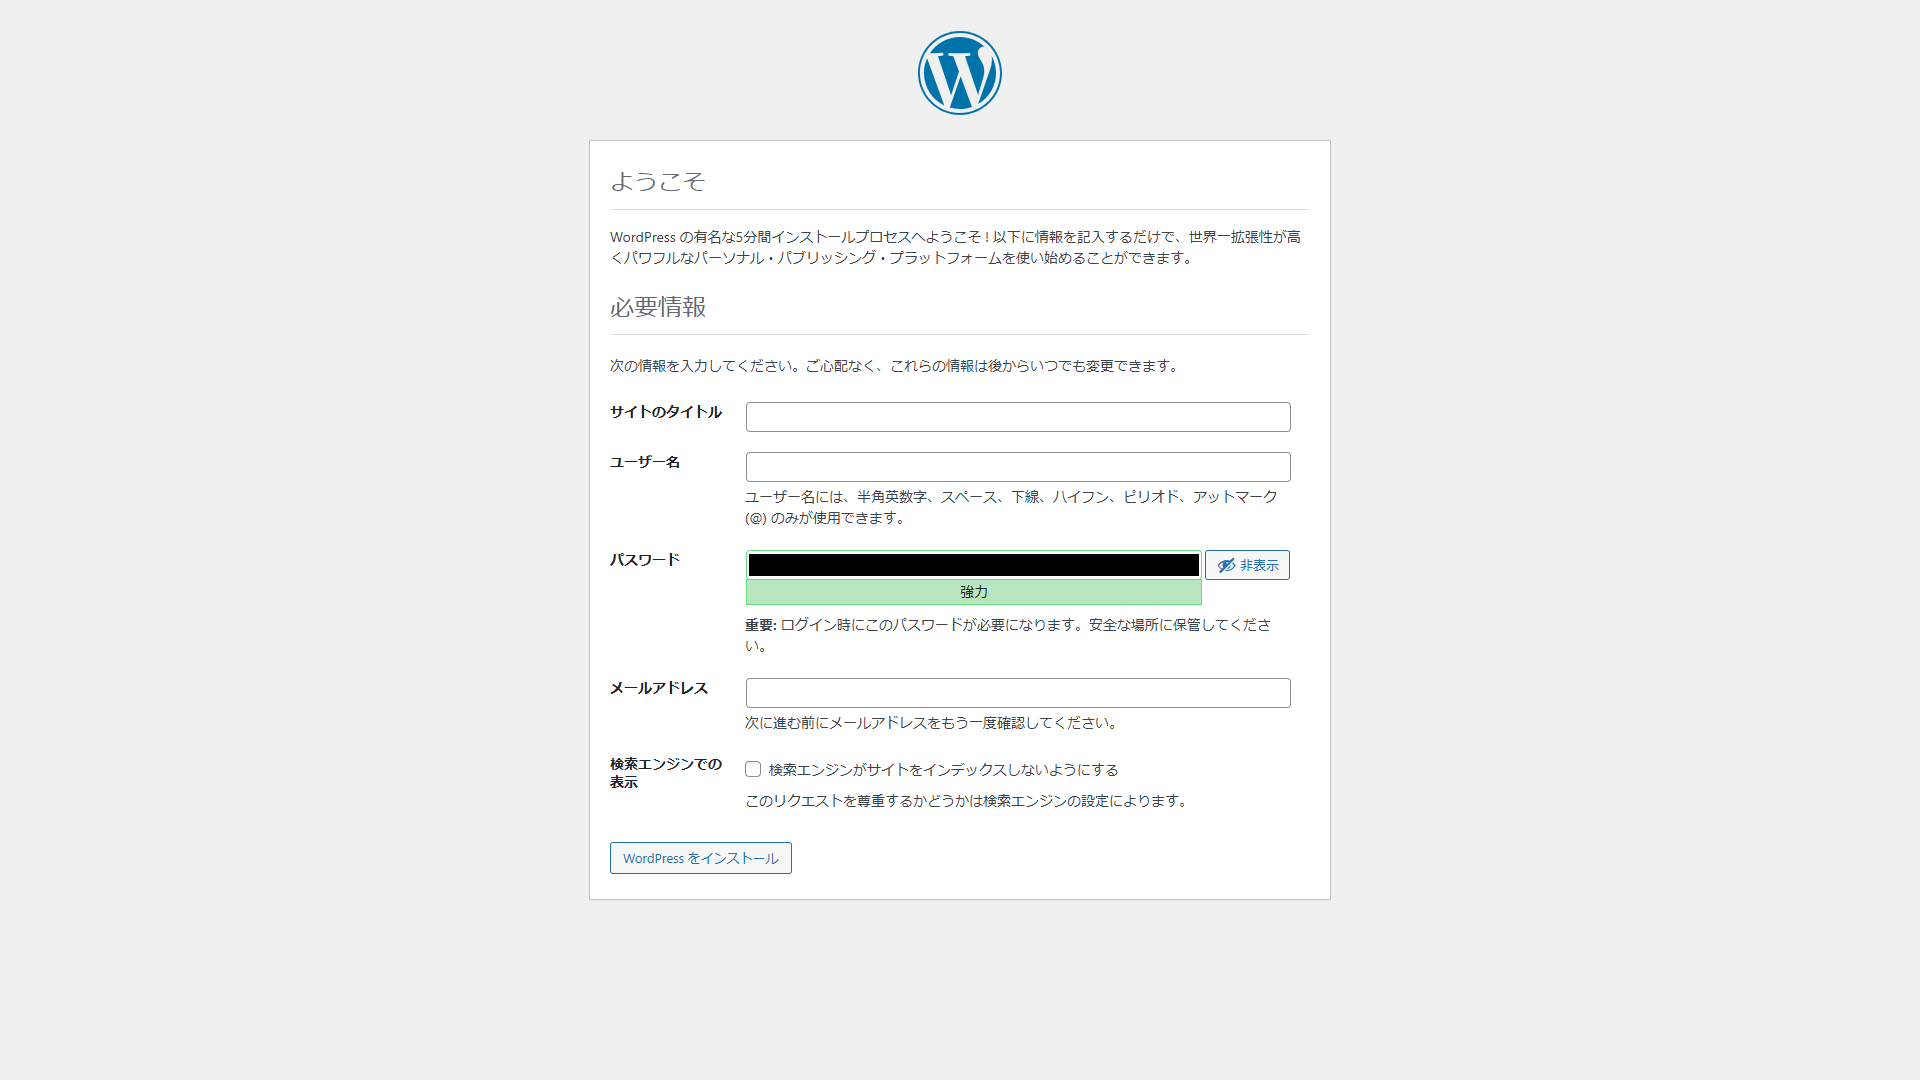 ようこそ
WordPress の有名な5分間インストールプロセスへようこそ ! 以下に情報を記入するだけで、世界一拡張性が高
くパワフルなパーソナル・パブリッシング・プラットフォームを使い始めることができます。
必要情報
次の情報を入力してください。ご心配なく、これらの情報は後からいつでも変更できます。
サイトのタイトル
ユーザー名
ユーザー名には、半角英数字、スペース、下線、ハイフン、ピリオド、アットマーク
(@) のみが使用できます。
パスワード
非表示
強力
重要: ログイン時にこのパスワードが必要になります。安全な場所に保管してくださ
い。
メールアドレス
次に進む前にメールアドレスをもう一度確認してください。
検索エンジンでの
表示
検索エンジンがサイトをインデックスしないようにする
このリクエストを尊重するかどうかは検索エンジンの設定によります。
WordPress をインストール